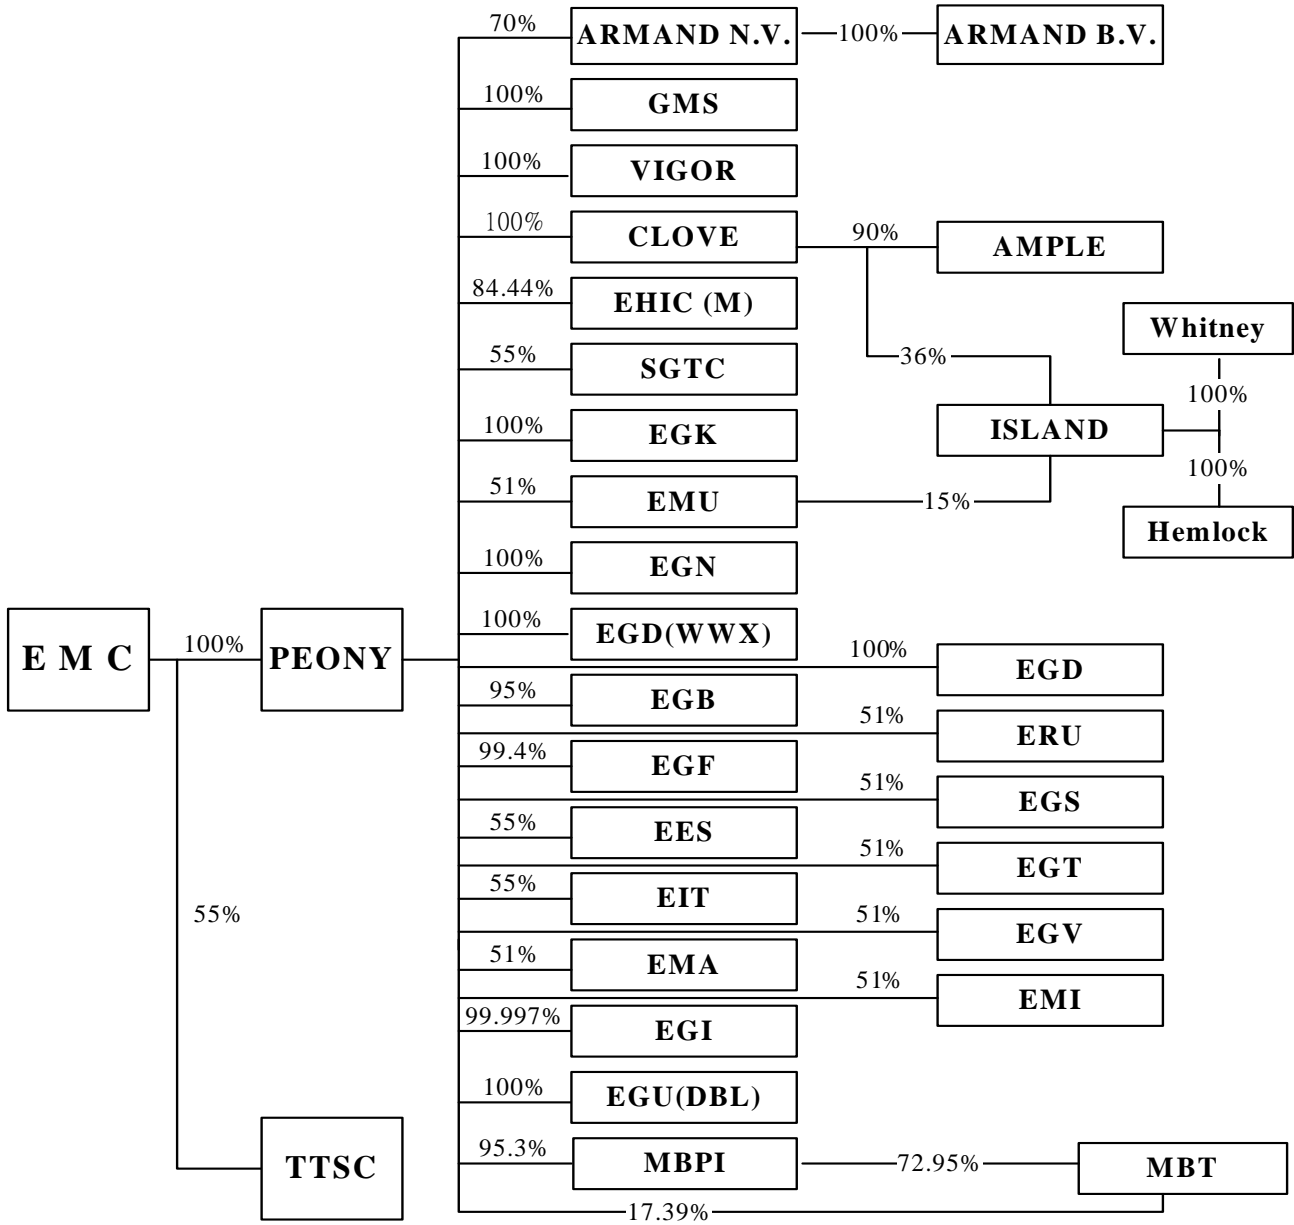 70%
ARMAND N.V.
100%
ARMAND B.V.
100%
GMS
100%
VIGOR
100%
CLOVE
90%
AMPLE
84.44%
EHIC (M)
Whitney
55%
SGTC
36%
100%
100%
EGK
ISLAND
100%
51%
EMU
15%
Hemlock
100%
EGN
100%
EGD(WWX)
E M C
100%
PEONY
100%
EGD
95%
EGB
51%
ERU
99.4%
EGF
51%
EGS
55%
EES
51%
EGT
55%
EIT
55%
51%
EGV
51%
EMA
51%
EMI
99.997%
EGI
100%
EGU(DBL)
TTSC
95.3%
MBPI
72.95%
MBT
17.39%